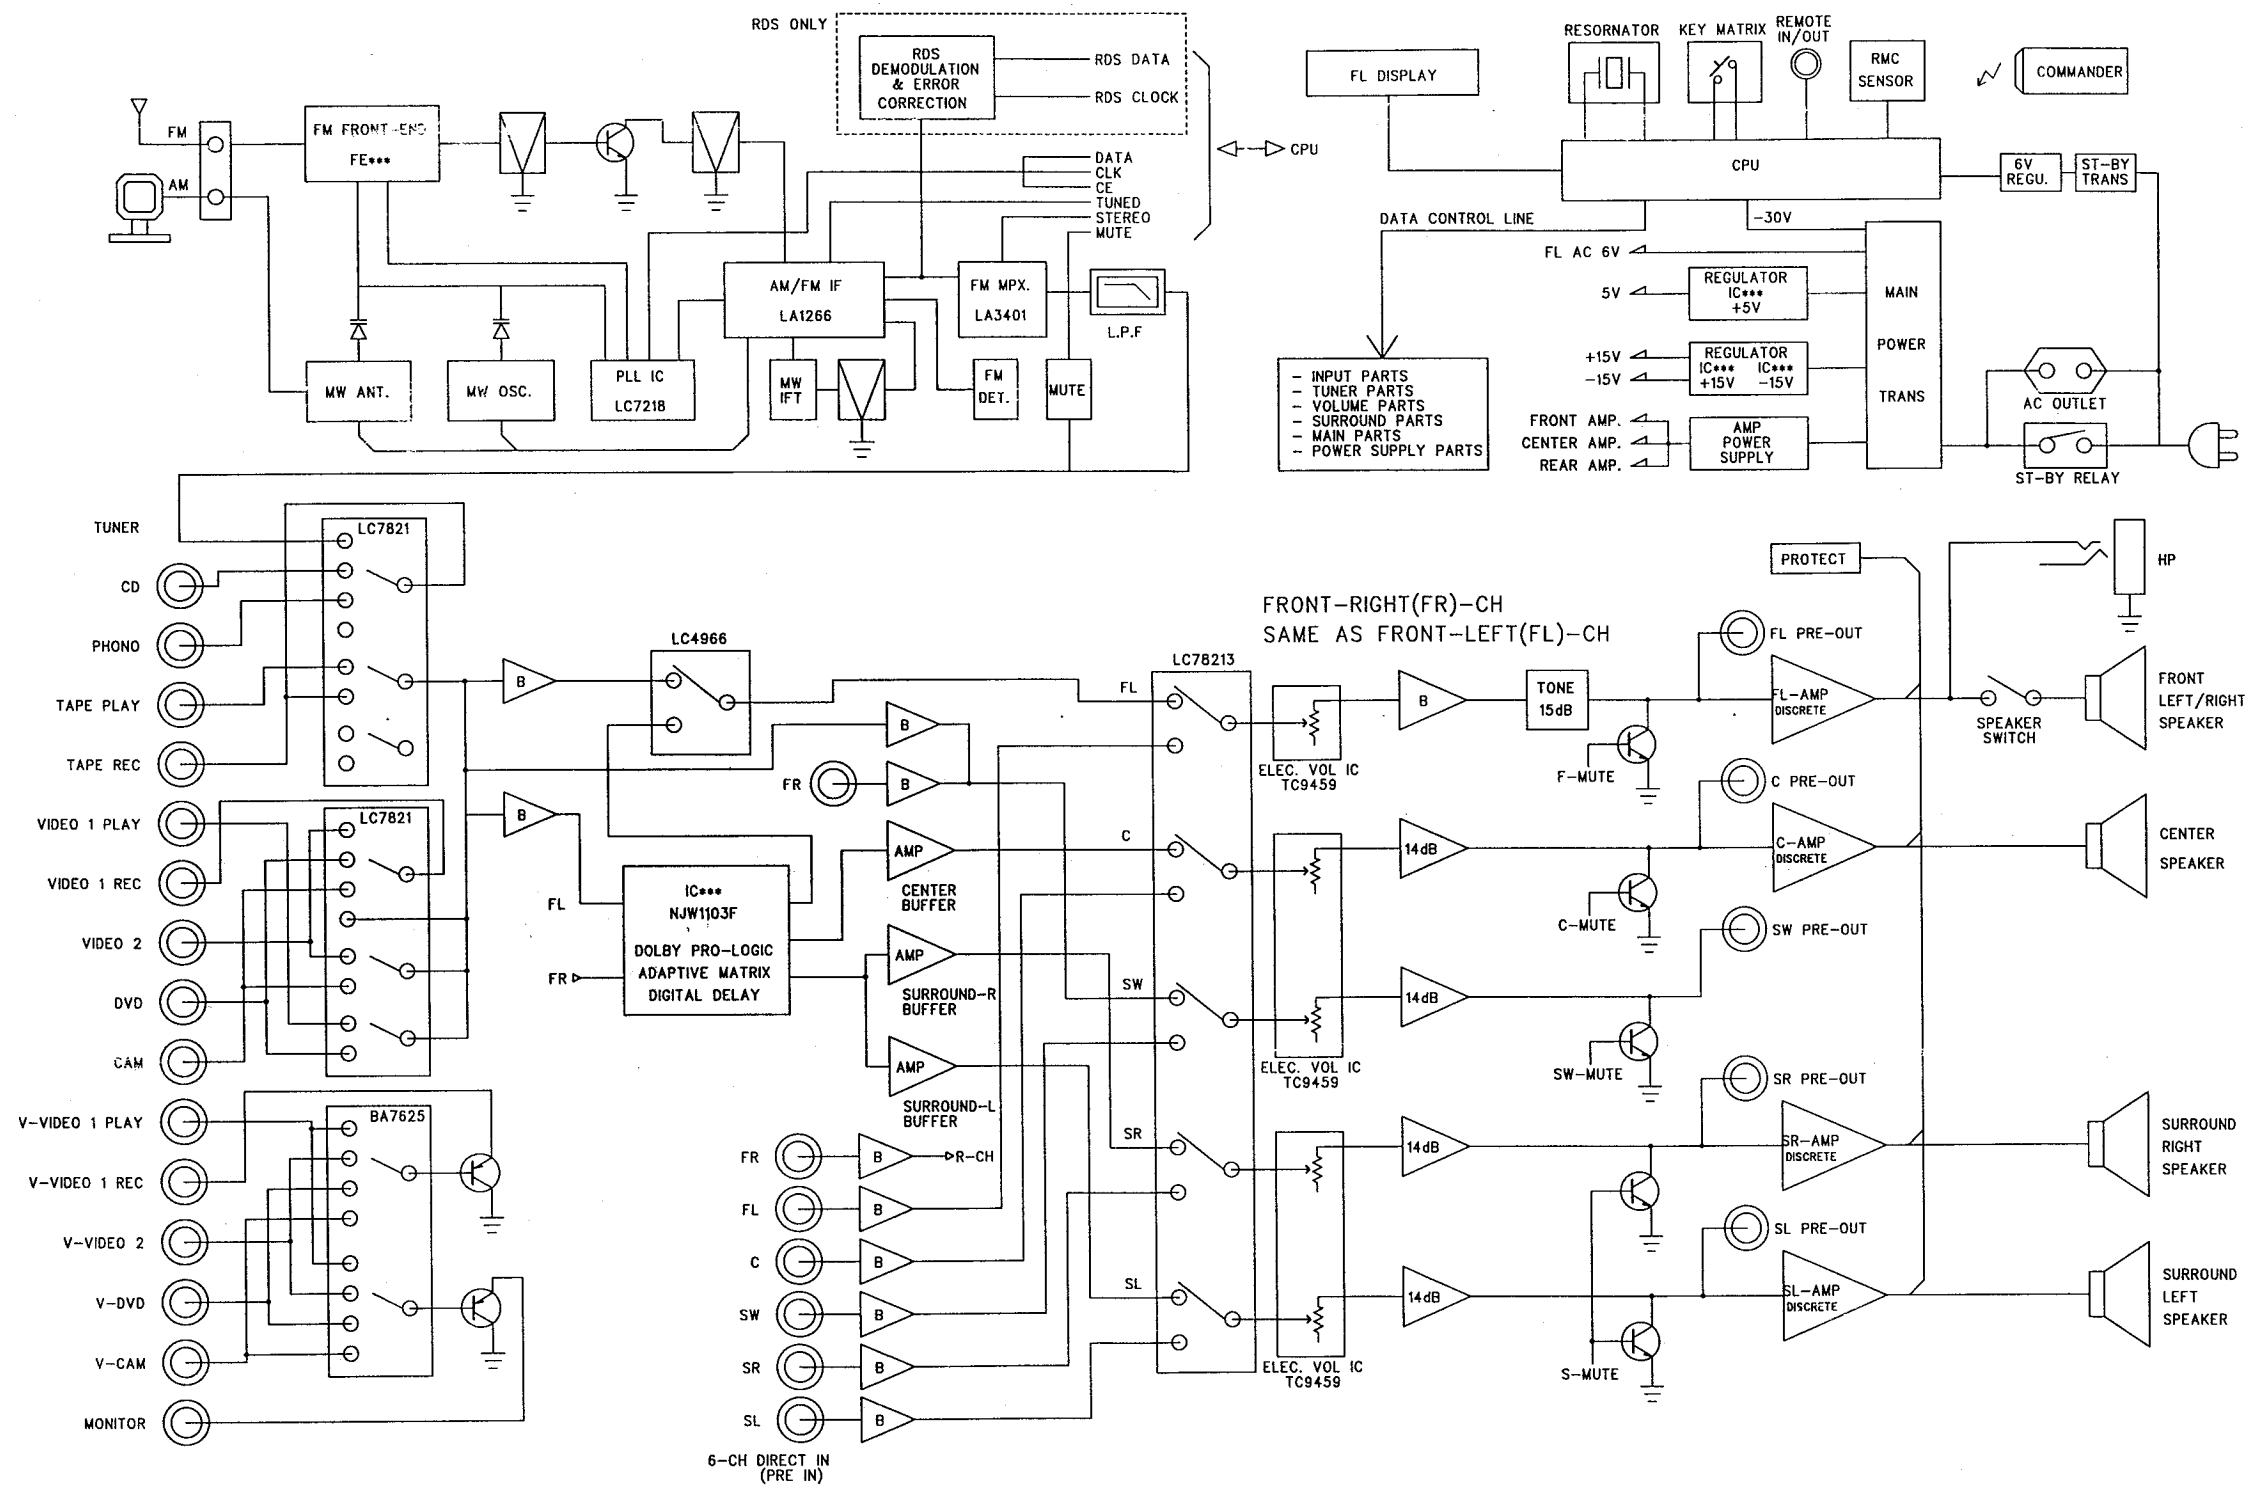 RDS ONLY
RDS
DEMODULATION
& ERROR
CORRECTION
RDS DATA
RDS CLOCK
FM
AM
FM FRONT-END
FE***
DATA
CLK
CE
TUNED
STEREO
MUTE
CPU
AM/FM IF
LA1266
FM MPX.
LA3401
L.P.F
MW ANT.
MW OSC.
PLL IC
LC7218
MW
IFT
FM
DET.
MUTE
FL DISPLAY
RESORNATOR
KEY MATRIX
REMOTE
IN/OUT
RMC
SENSOR
COMMANDER
CPU
6V
REGU.
ST-BY
TRANS
DATA CONTROL LINE
-30V
FL AC 6V
5V
REGULATOR
IC***
+5V
+15V
-15V
REGULATOR
IC*** IC***
+15V -15V
MAIN
POWER
TRANS
FRONT AMP.
CENTER AMP.
REAR AMP.
AMP
POWER
SUPPLY
AC OUTLET
ST-BY RELAY
- INPUT PARTS
- TUNER PARTS
- VOLUME PARTS
- SURROUND PARTS
- MAIN PARTS
- POWER SUPPLY PARTS
TUNER
CD
PHONO
TAPE PLAY
TAPE REC
VIDEO 1 PLAY
VIDEO 1 REC
VIDEO 2
DVD
CAM
V-VIDEO 1 PLAY
V-VIDEO 1 REC
V-VIDEO 2
V-DVD
V-CAM
MONITOR
LC7821
LC7821
BA7625
B
B
LC4966
FL
FR
IC***
NJW1103F
DOLBY PRO-LOGIC
ADAPTIVE MATRIX
DIGITAL DELAY
B
FR
B
AMP
CENTER
BUFFER
AMP
SURROUND-R
BUFFER
AMP
SURROUND-L
BUFFER
FR
B
R-CH
FL
B
C
B
SW
B
SR
B
SL
B
6-CH DIRECT IN
(PRE IN)
LC78213
FL
C
SW
SR
SL
FRONT-RIGHT(FR)-CH
SAME AS FRONT-LEFT(FL)-CH
ELEC. VOL IC
TC9459
ELEC. VOL IC
TC9459
ELEC. VOL IC
TC9459
B
TONE
15dB
F-MUTE
14dB
C-MUTE
14dB
SW-MUTE
14dB
14dB
S-MUTE
PROTECT
FL PRE-OUT
FL-AMP
DISCRETE
C PRE-OUT
C-AMP
DISCRETE
SW PRE-OUT
SR PRE-OUT
SR-AMP
DISCRETE
SL PRE-OUT
SL-AMP
DISCRETE
HP
SPEAKER
SWITCH
FRONT
LEFT/RIGHT
SPEAKER
CENTER
SPEAKER
SURROUND
RIGHT
SPEAKER
SURROUND
LEFT
SPEAKER